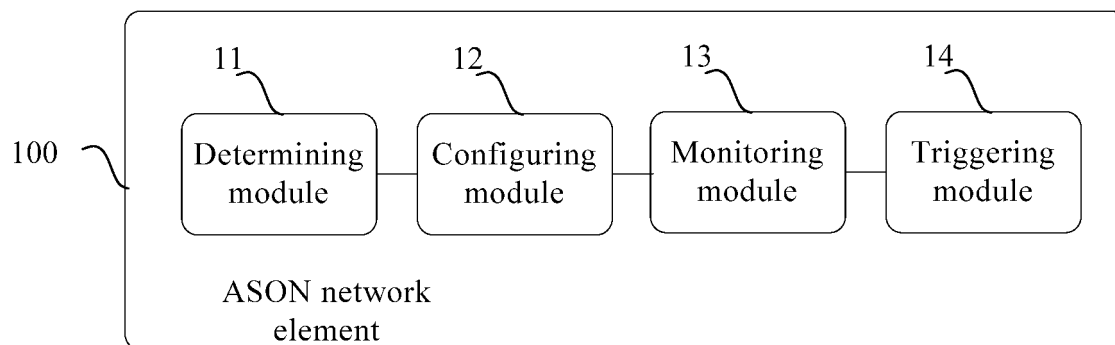 11
12
13
14
100
Determining
module
Configuring
module
Monitoring
module
Triggering
module
ASON network
element